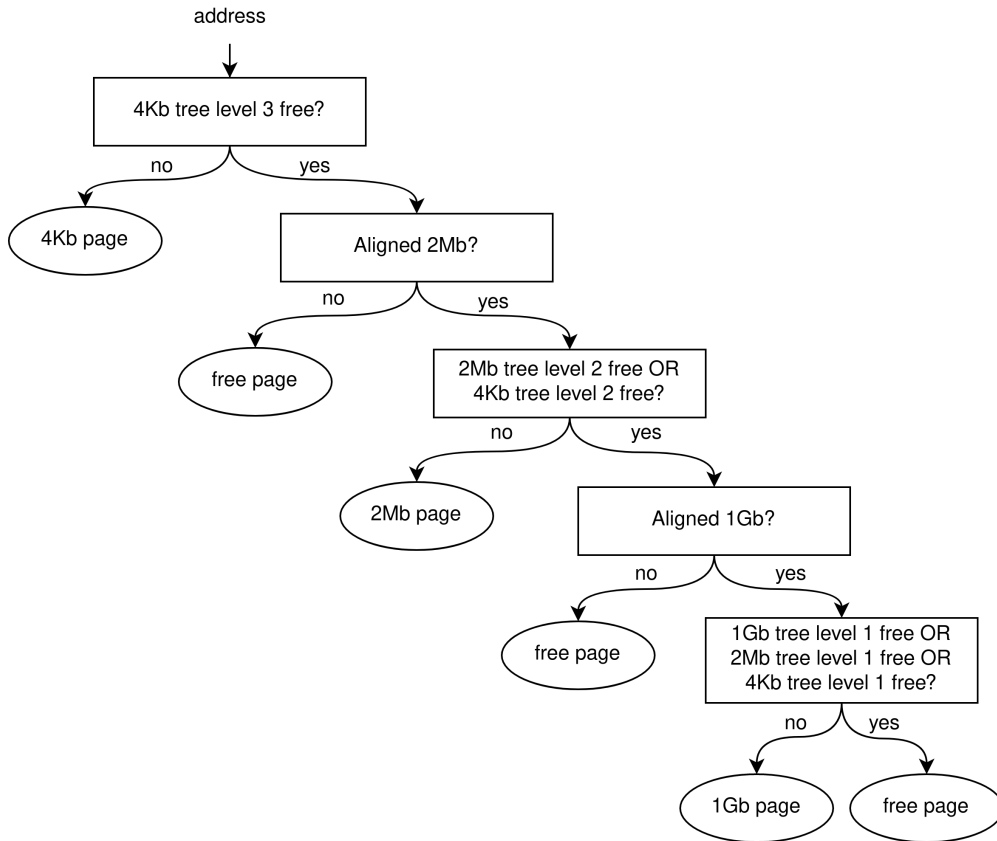 address
4Kb tree level 3 free?
no
yes
4Kb page
Aligned 2Mb?
no
yes
free page
2Mb tree level 2 free OR
4Kb tree level 2 free?
no
yes
2Mb page
Aligned 1Gb?
no
yes
free page
1Gb tree level 1 free OR
2Mb tree level 1 free OR
4Kb tree level 1 free?
no
yes
1Gb page
free page